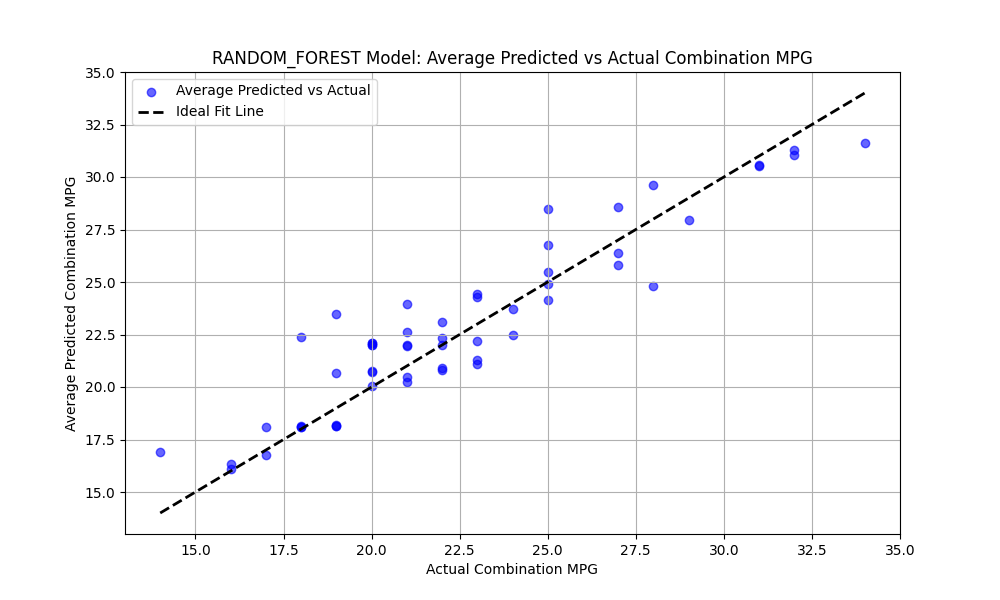 RANDOM_FOREST Model: Average Predicted vs Actual Combination MPG
Average Predicted vs Actual
Ideal Fit Line
Average Predicted Combination MPG
35.0
32.5
30.0
27.5
25.0
22.5
20.0
17.5
15.0
15.0 17.5 20.0 22.5 25.0 27.5 30.0 32.5 35.0
Actual Combination MPG